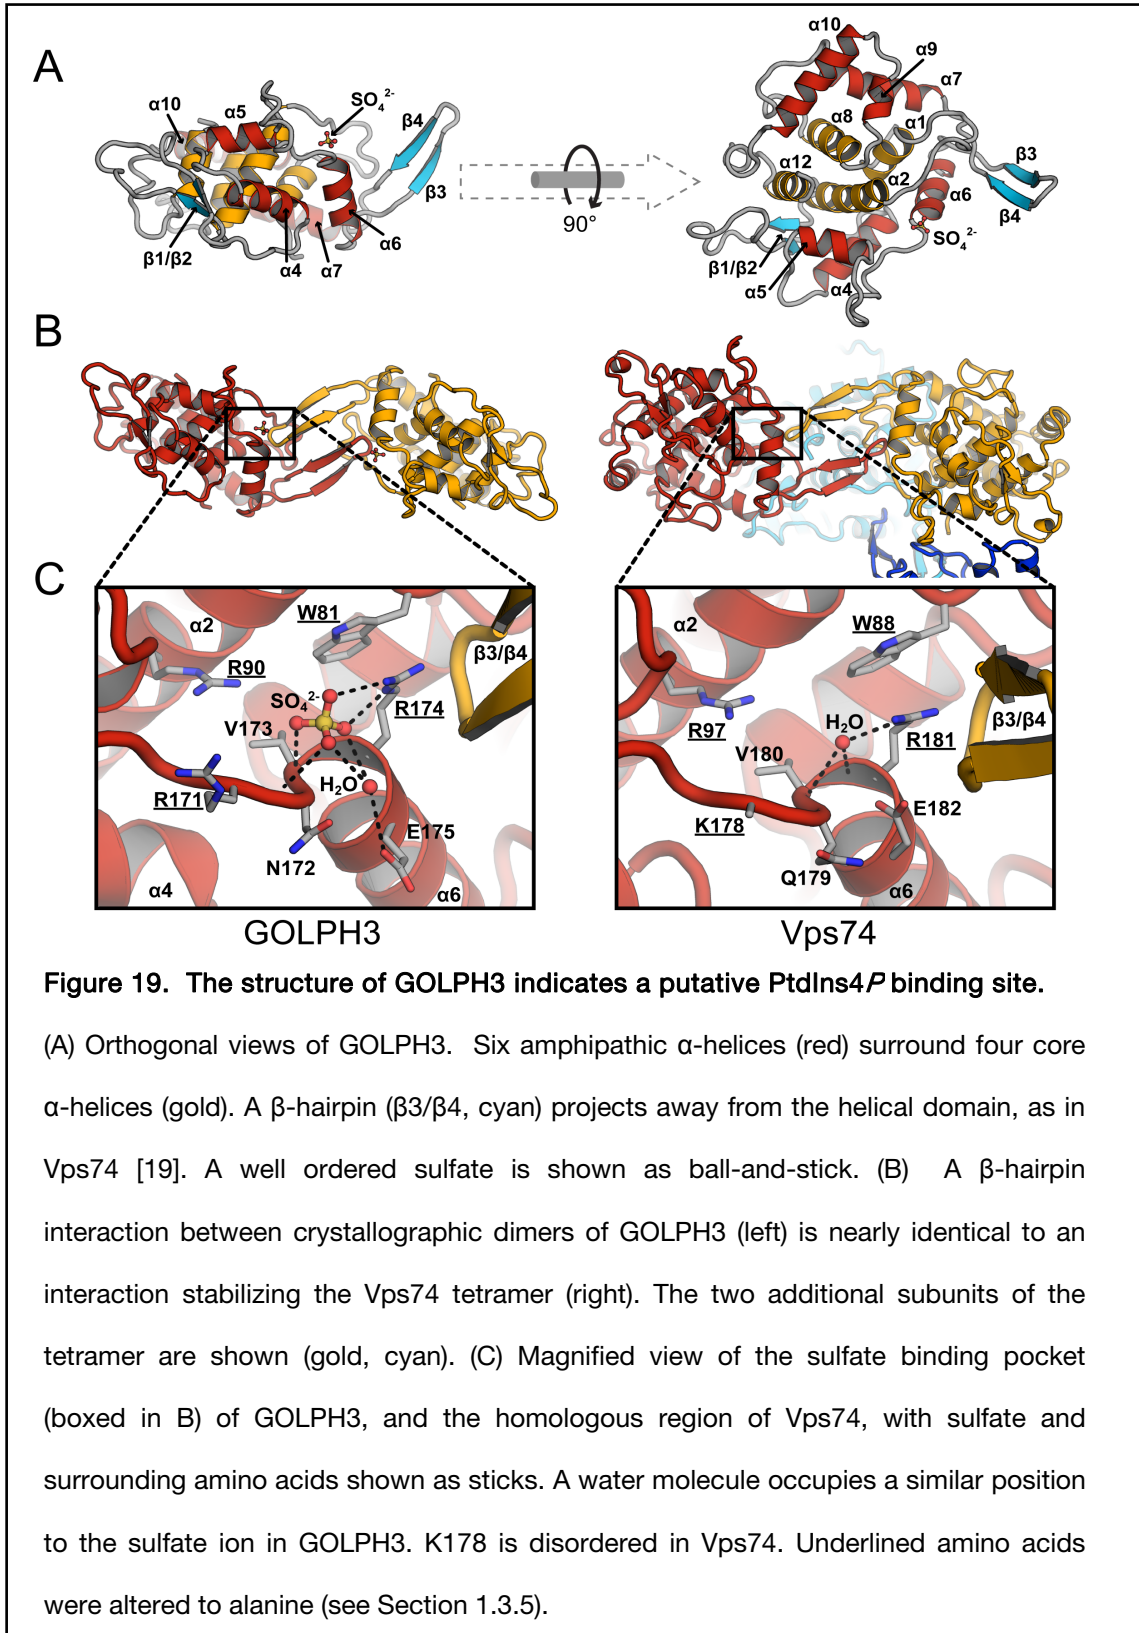 A
α10
α5
SO₄²⁻
β4
β3
β1/β2
α4
α7
α6
90°
α10
α9
α7
α8
α1
β3
α12
α2
α6
β4
SO₄²⁻
β1/β2
α5
α4
B
C
α2
W81
β3/β4
R90
SO₄²⁻
R174
V173
H₂O
R171
E175
N172
α4
α6
GOLPH3
α2
W88
β3/β4
H₂O
R97
R181
V180
K178
E182
Q179
α6
Vps74
Figure 19. The structure of GOLPH3 indicates a putative PtdIns4P binding site.
(A) Orthogonal views of GOLPH3. Six amphipathic α-helices (red) surround four core
α-helices (gold). A β-hairpin (β3/β4, cyan) projects away from the helical domain, as in
Vps74 [19]. A well ordered sulfate is shown as ball-and-stick. (B) A β-hairpin
interaction between crystallographic dimers of GOLPH3 (left) is nearly identical to an
interaction stabilizing the Vps74 tetramer (right). The two additional subunits of the
tetramer are shown (gold, cyan). (C) Magnified view of the sulfate binding pocket
(boxed in B) of GOLPH3, and the homologous region of Vps74, with sulfate and
surrounding amino acids shown as sticks. A water molecule occupies a similar position
to the sulfate ion in GOLPH3. K178 is disordered in Vps74. Underlined amino acids
were altered to alanine (see Section 1.3.5).